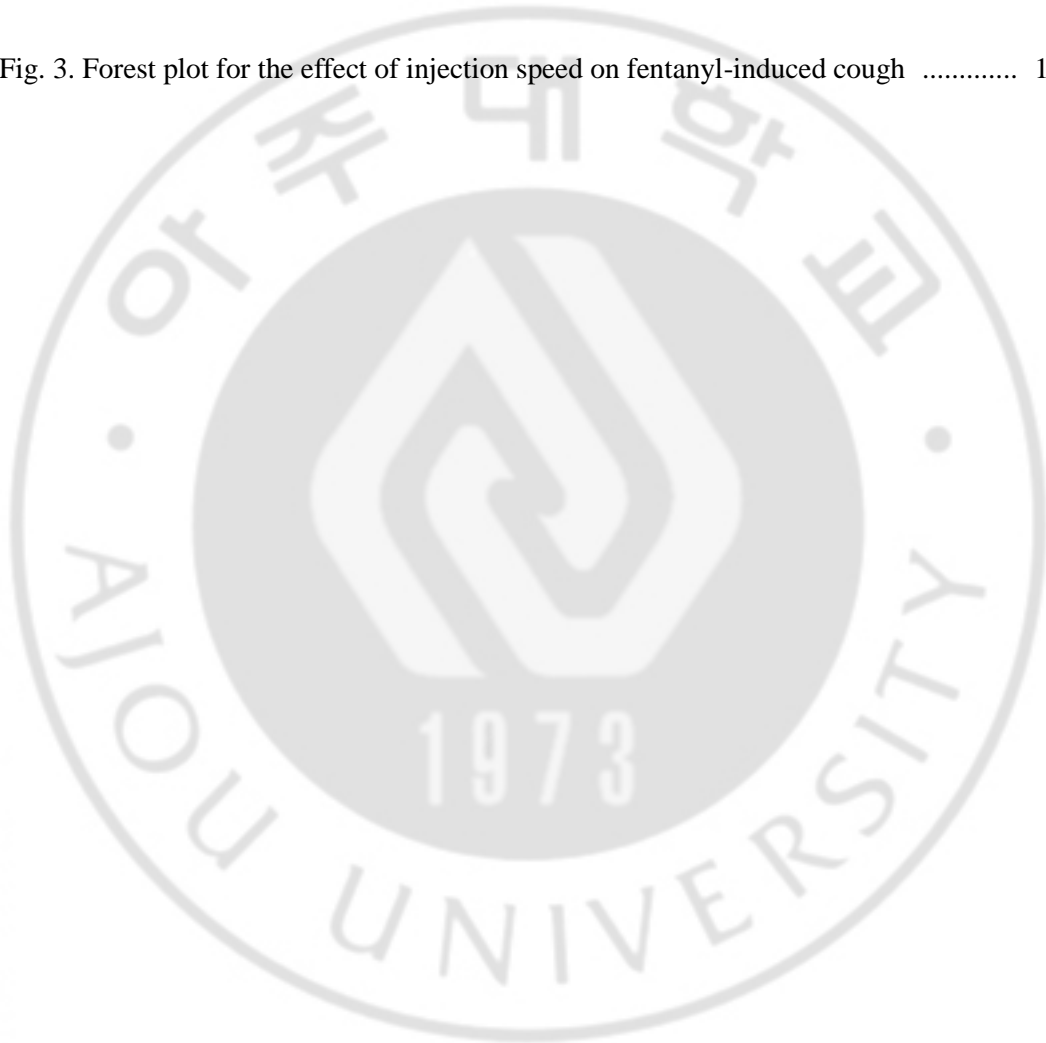 Fig. 3. Forest plot for the effect of injection speed on fentanyl-induced cough ............. 1
아주대학교
1973
AJOU UNIVERSITY